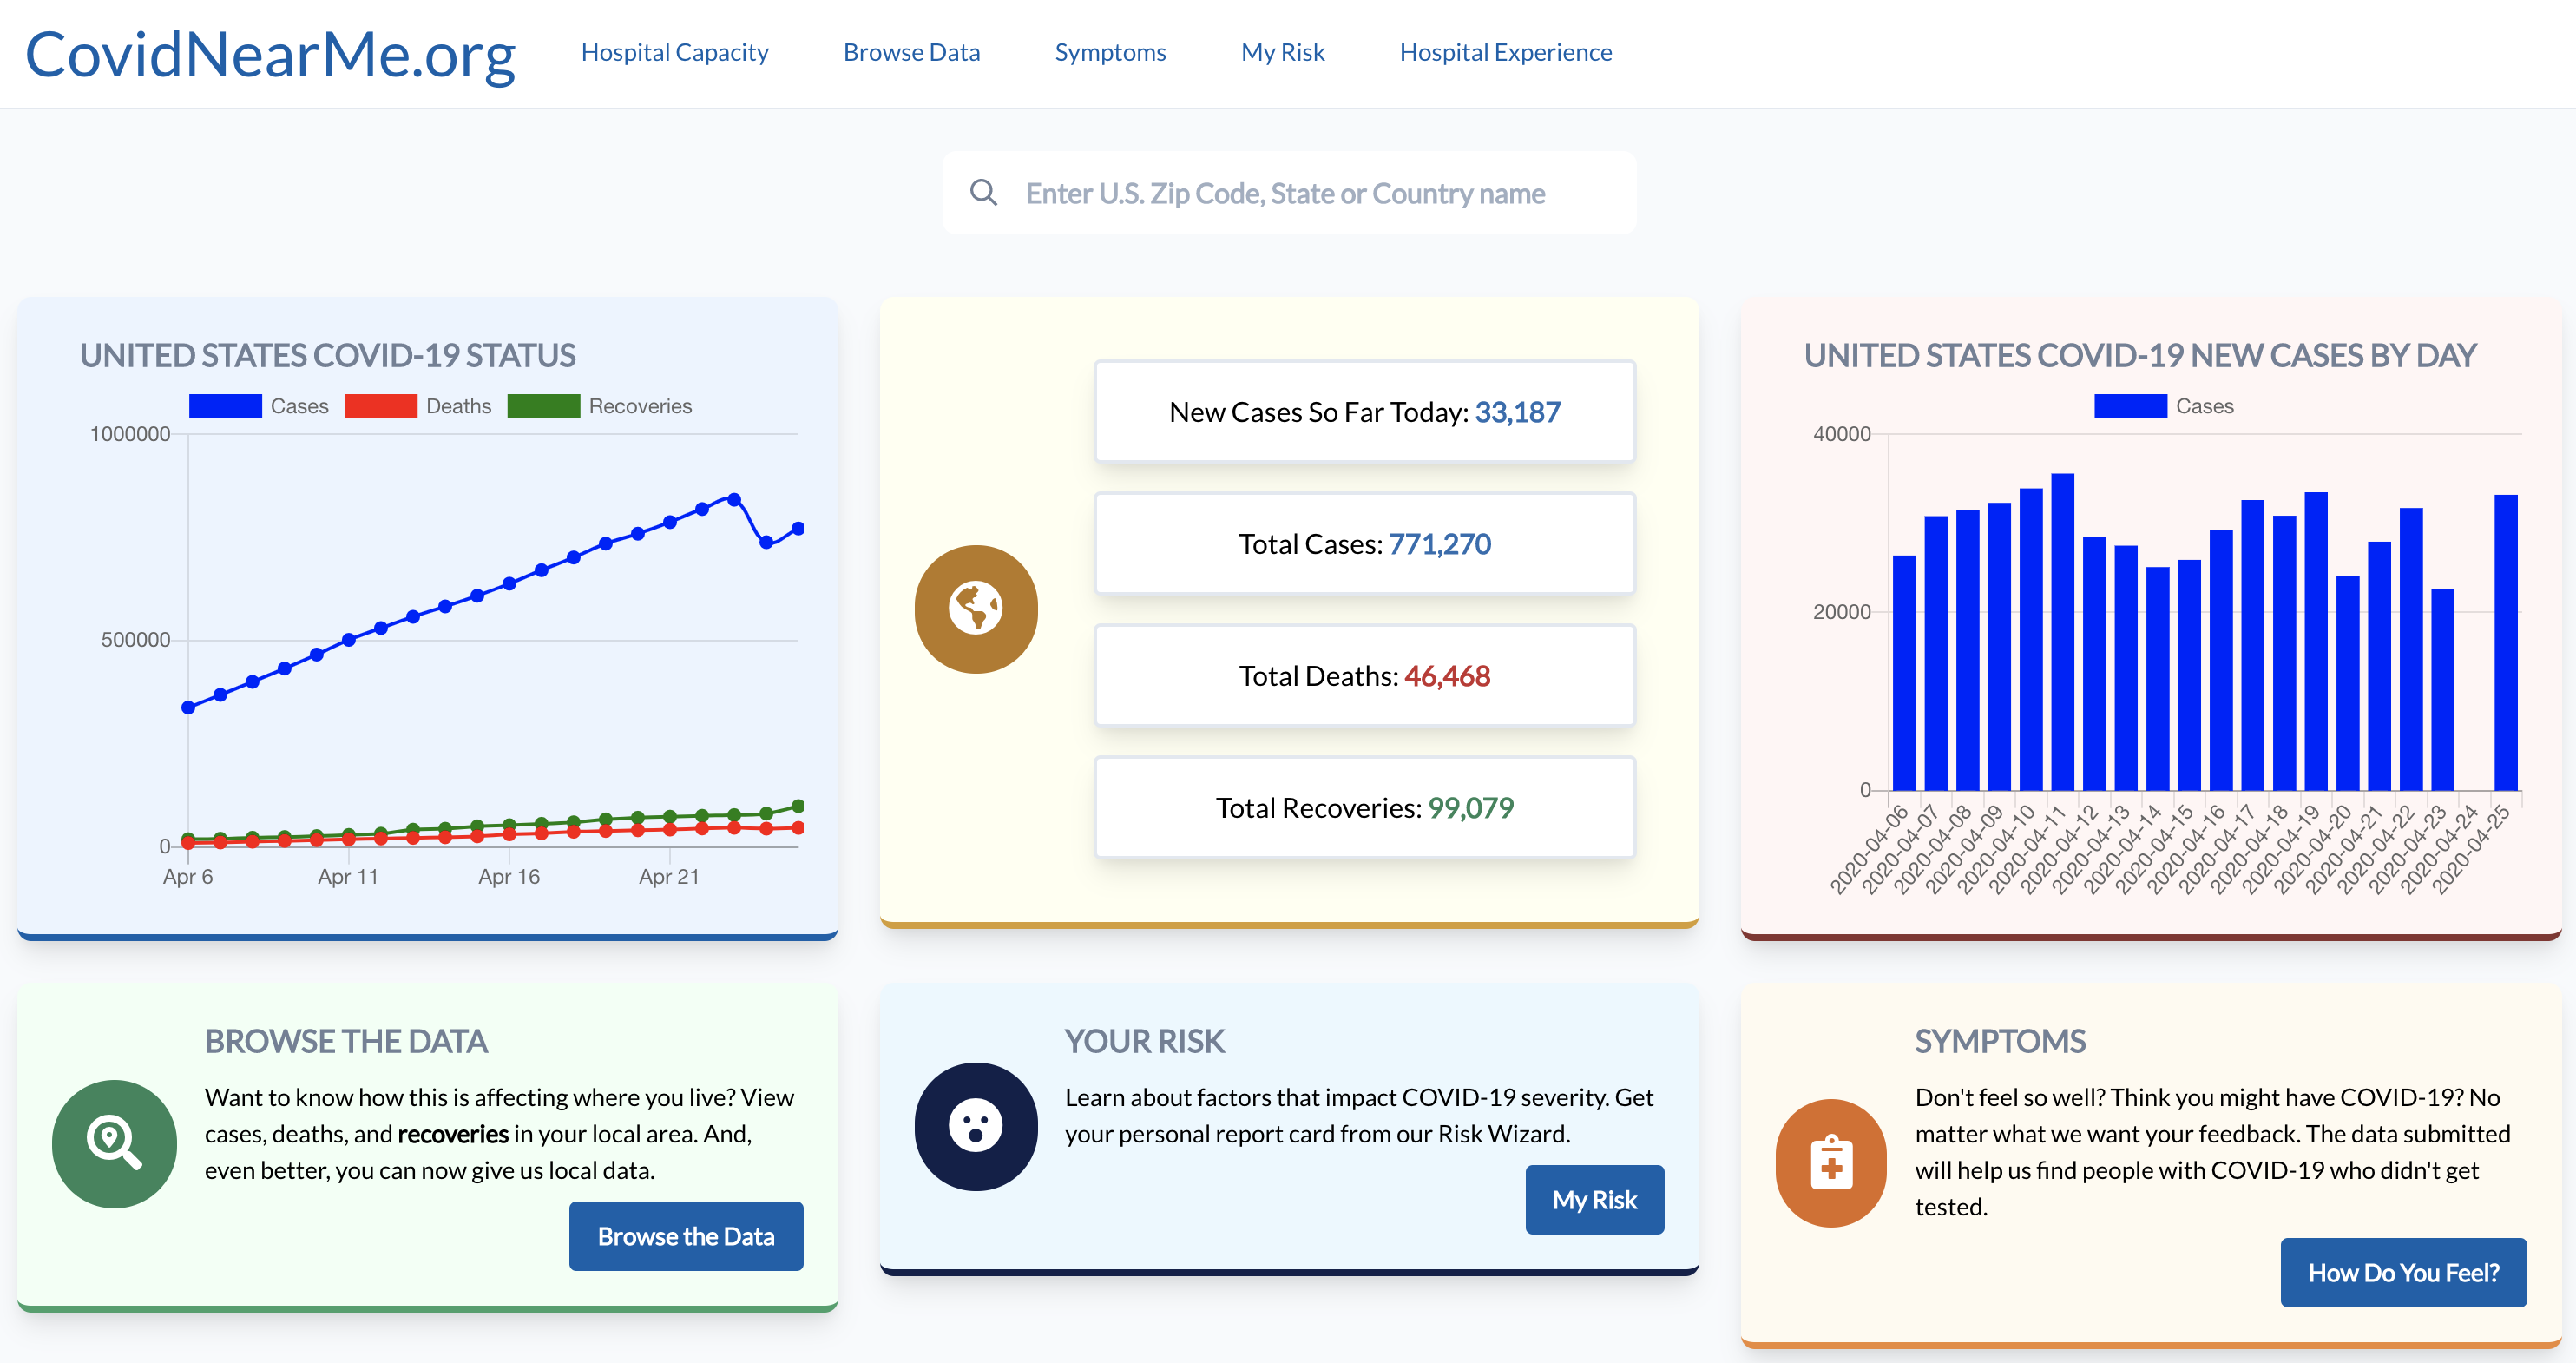 CovidNearMe.org
Hospital Capacity
Browse Data
Symptoms
My Risk
Hospital Experience
Enter U.S. Zip Code, State or Country name
UNITED STATES COVID-19 STATUS
Cases
Deaths
Recoveries
1000000
500000
0
Apr 6
Apr 11
Apr 16
Apr 21
New Cases So Far Today: 33,187
Total Cases: 771,270
Total Deaths: 46,468
Total Recoveries: 99,079
UNITED STATES COVID-19 NEW CASES BY DAY
Cases
40000
20000
0
2020-04-06
2020-04-07
2020-04-08
2020-04-09
2020-04-10
2020-04-11
2020-04-12
2020-04-13
2020-04-14
2020-04-15
2020-04-16
2020-04-17
2020-04-18
2020-04-19
2020-04-20
2020-04-21
2020-04-22
2020-04-23
2020-04-24
2020-04-25
BROWSE THE DATA
Want to know how this is affecting where you live? View
cases, deaths, and recoveries in your local area. And,
even better, you can now give us local data.
Browse the Data
YOUR RISK
Learn about factors that impact COVID-19 severity. Get
your personal report card from our Risk Wizard.
My Risk
SYMPTOMS
Don't feel so well? Think you might have COVID-19? No
matter what we want your feedback. The data submitted
will help us find people with COVID-19 who didn't get
tested.
How Do You Feel?